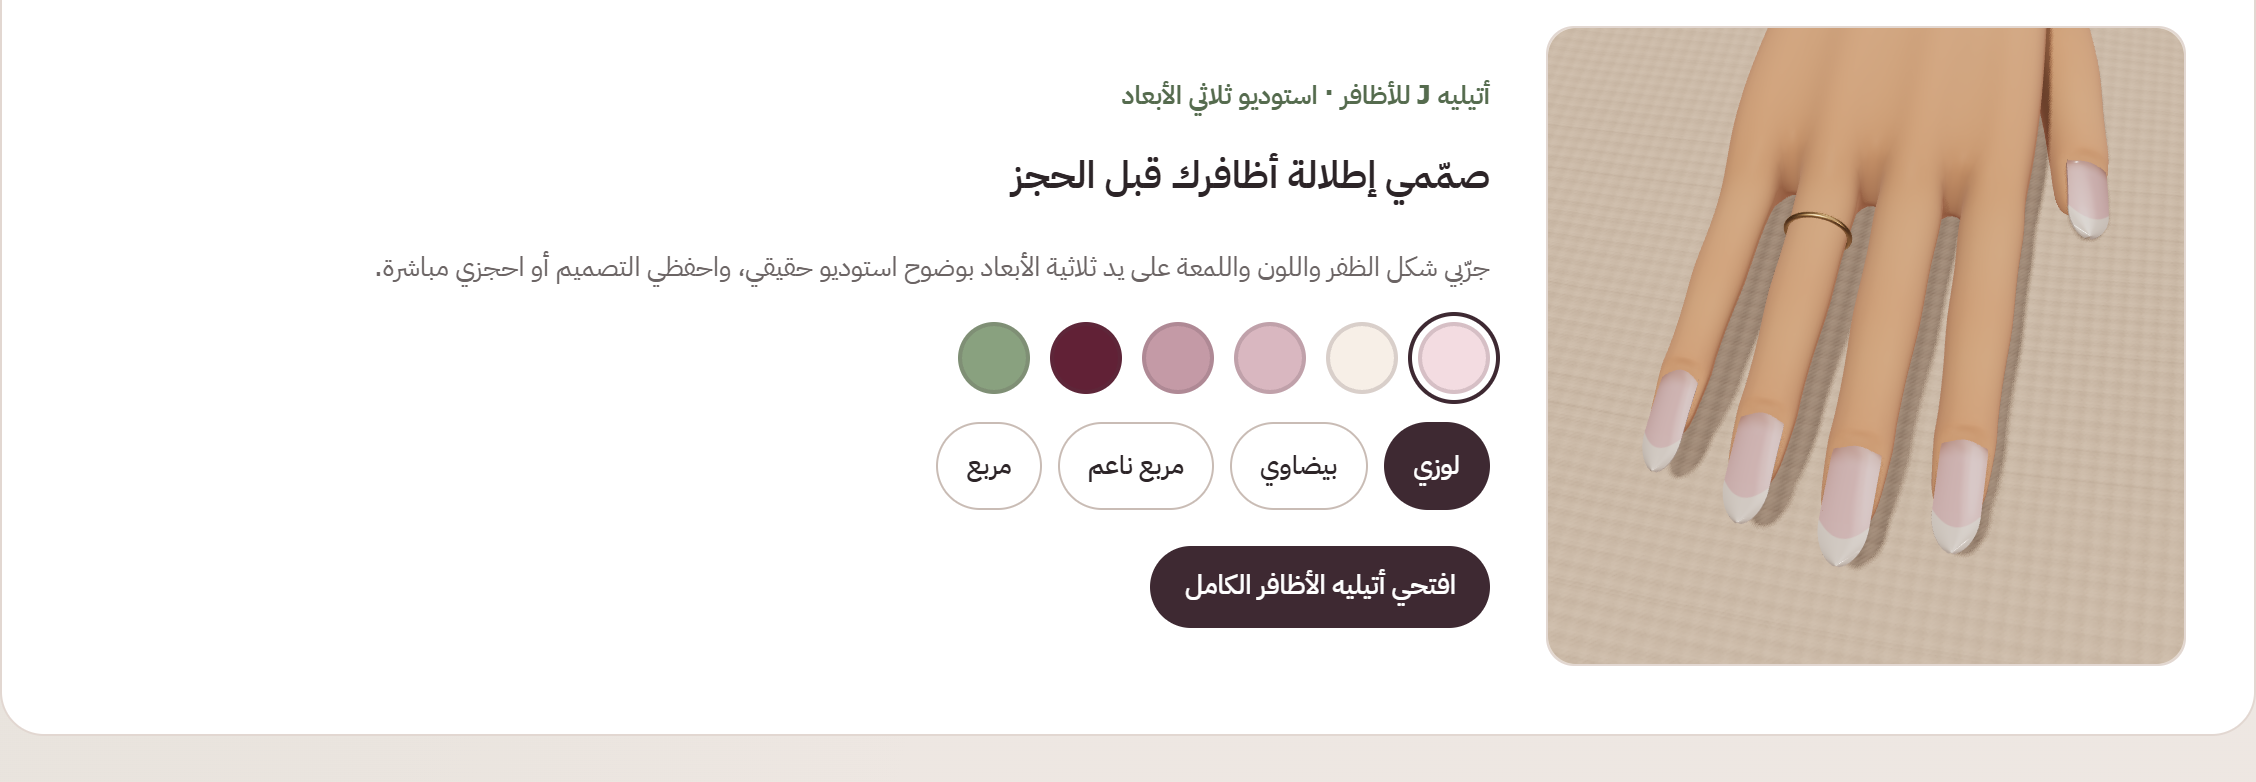 أتيليه J للأظافر · استوديو ثلاثي الأبعاد
صمّمي إطلالة أظافرك قبل الحجز
جرّبي شكل الظفر واللون واللمعة على يد ثلاثية الأبعاد بوضوح استوديو حقيقي، واحفظي التصميم أو احجزي مباشرة.
لوزي بيضاوي مربع ناعم مربع
افتحي أتيليه الأظافر الكامل